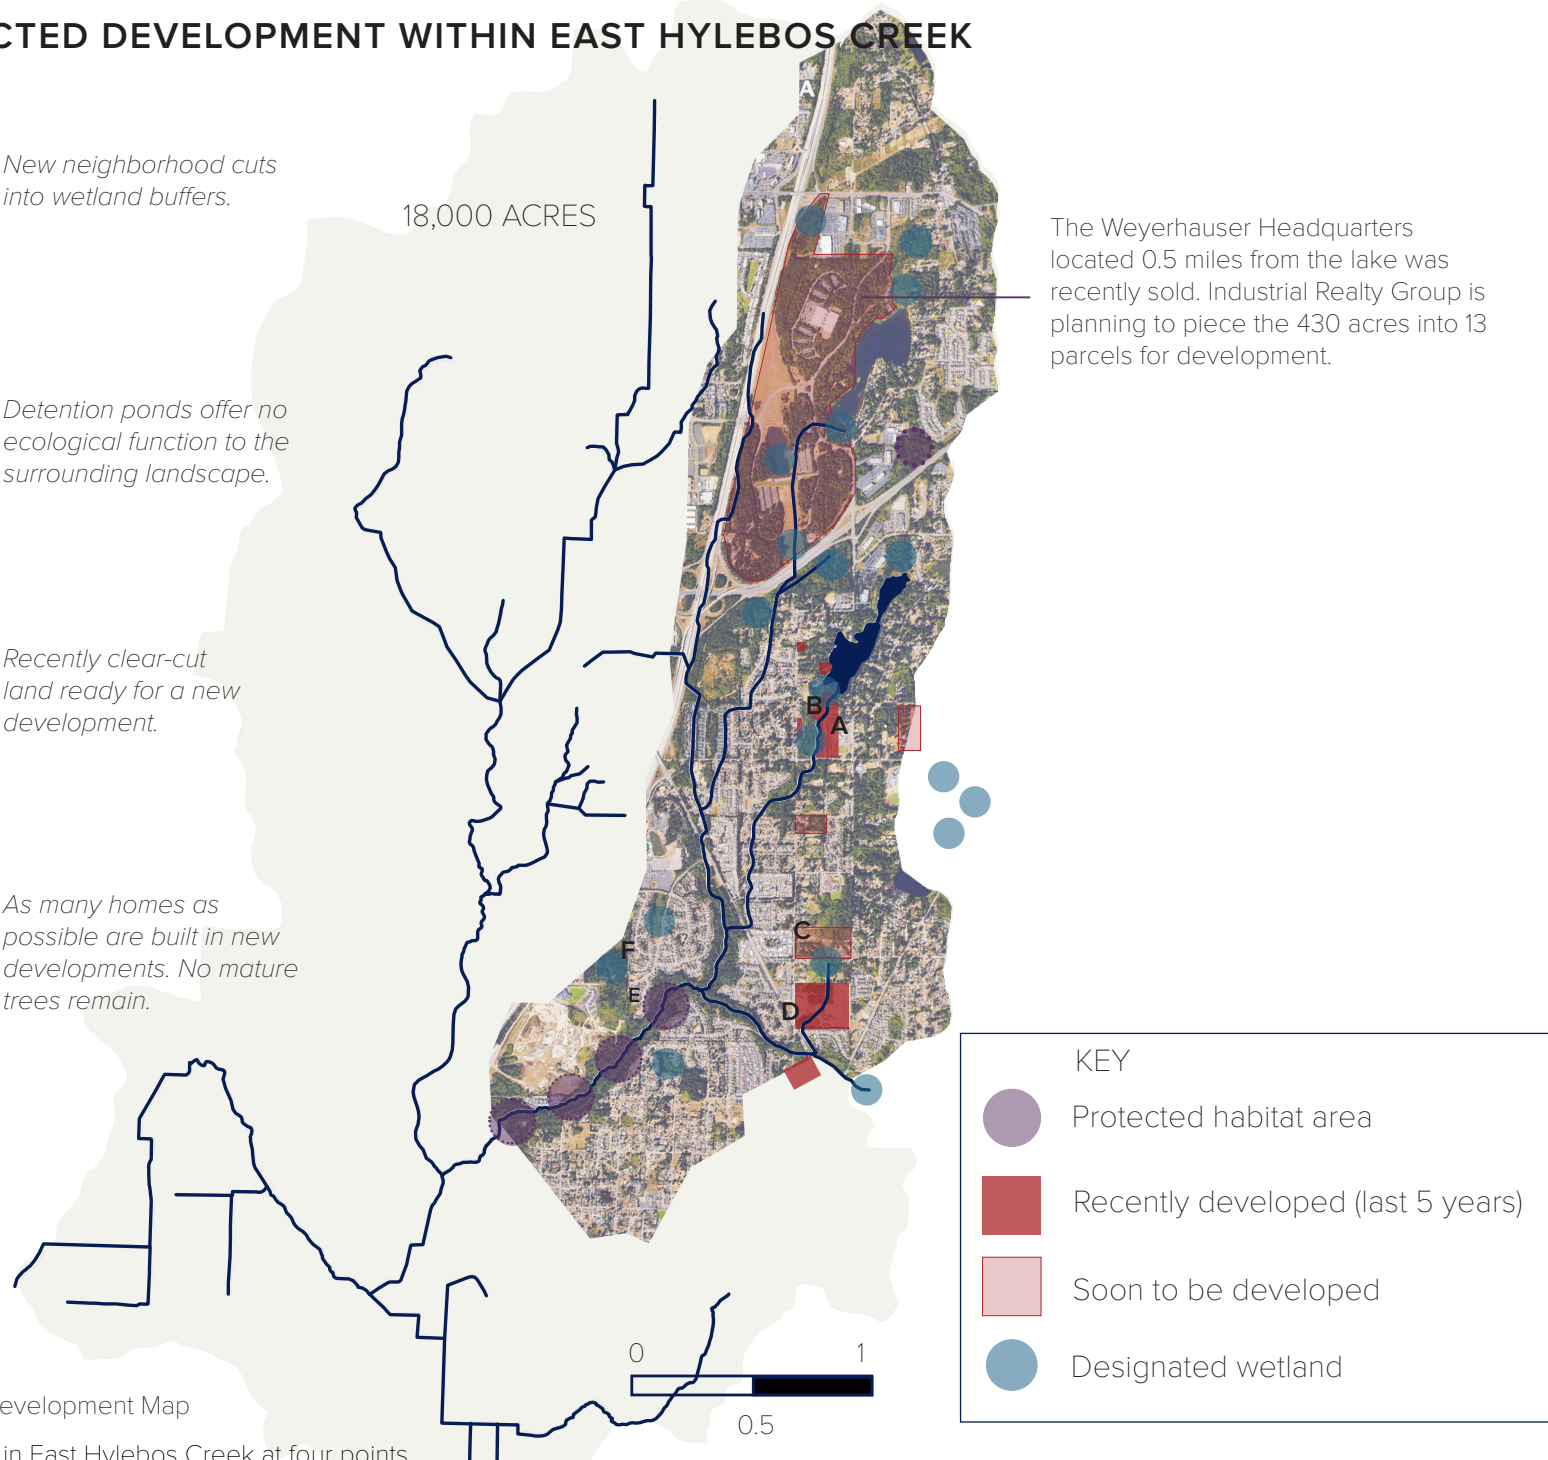 CTED DEVELOPMENT WITHIN EAST HYLEBOS CREEK
A
New neighborhood cuts
into wetland buffers.
18,000 ACRES
The Weyerhauser Headquarters
located 0.5 miles from the lake was
recently sold. Industrial Realty Group is
planning to piece the 430 acres into 13
parcels for development.
Detention ponds offer no
ecological function to the
surrounding landscape.
Recently clear-cut
land ready for a new
development.
B
A
As many homes as
possible are built in new
developments. No mature
trees remain.
C
F
E
D
KEY
Protected habitat area
Recently developed (last 5 years)
Soon to be developed
Designated wetland
0 1
0.5
evelopment Map
in East Hylebos Creek at four points